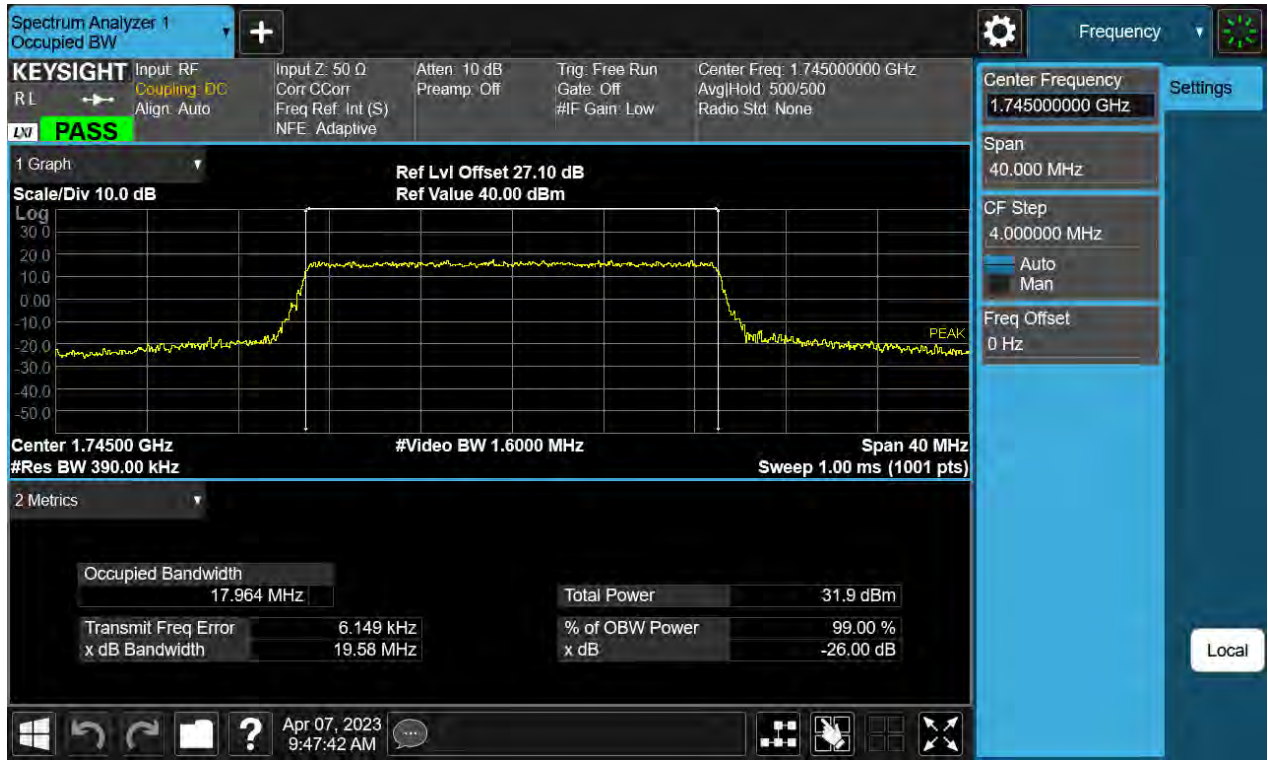 Spectrum Analyzer 1
Occupied BW
Frequency
KEYSIGHT
RL
LXI
PASS
Input: RF
Coupling: DC
Align: Auto
Input Z: 50 Ω
Corr CCorr
Freq Ref: Int (S)
NFE: Adaptive
Atten: 10 dB
Preamp: Off
Trig: Free Run
Gate: Off
#IF Gain: Low
Center Freq: 1.745000000 GHz
Avg|Hold: 500/500
Radio Std: None
1 Graph
Scale/Div 10.0 dB
Ref Lvl Offset 27.10 dB
Ref Value 40.00 dBm
Log
30.0
20.0
10.0
0.00
-10.0
-20.0
-30.0
-40.0
-50.0
PEAK
Center 1.74500 GHz
#Video BW 1.6000 MHz
Span 40 MHz
#Res BW 390.00 kHz
Sweep 1.00 ms (1001 pts)
2 Metrics
Occupied Bandwidth
17.964 MHz
Total Power 31.9 dBm
Transmit Freq Error 6.149 kHz
% of OBW Power 99.00 %
x dB Bandwidth 19.58 MHz
x dB -26.00 dB
?
Apr 07, 2023
9:47:42 AM
Center Frequency
1.745000000 GHz
Settings
Span
40.000 MHz
CF Step
4.000000 MHz
Auto
Man
Freq Offset
0 Hz
Local